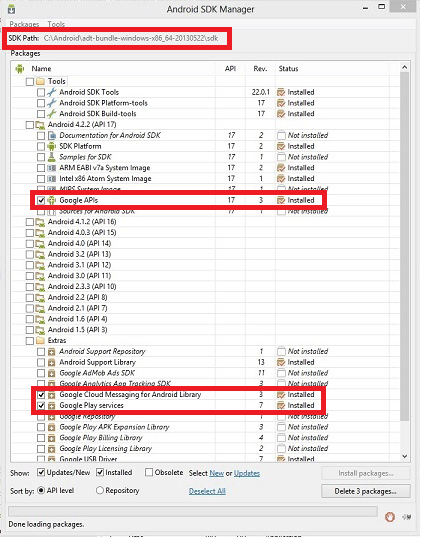 Android SDK Manager
Packages Tools
SDK Path: C:\Android\adt-bundle-windows-x86_64-20130522\sdk
Packages
Name API Rev. Status
Tools
Android SDK Tools 22.0.1 Installed
Android SDK Platform-tools 17 Installed
Android SDK Build-tools 17 Installed
Android 4.2.2 (API 17)
Documentation for Android SDK 17 2 Not installed
SDK Platform 17 2 Installed
Samples for SDK 17 1 Not installed
ARM EABI v7a System Image 17 2 Installed
Intel x86 Atom System Image 17 1 Installed
MIPS System Image 17 1 Not installed
Google APIs 17 3 Installed
Sources for Android SDK 17 1 Not installed
Android 4.1.2 (API 16)
Android 4.0.3 (API 15)
Android 4.0 (API 14)
Android 3.2 (API 13)
Android 3.1 (API 12)
Android 3.0 (API 11)
Android 2.3.3 (API 10)
Android 2.2 (API 8)
Android 2.1 (API 7)
Android 1.6 (API 4)
Android 1.5 (API 3)
Extras
Android Support Repository 1 Not installed
Android Support Library 13 Installed
Google AdMob Ads SDK 11 Not installed
Google Analytics App Tracking SDK 3 Not installed
Google Cloud Messaging for Android Library 3 Installed
Google Play services 7 Installed
Google Repository 1 Not installed
Google Play APK Expansion Library 3 Not installed
Google Play Billing Library 4 Not installed
Google Play Licensing Library 2 Not installed
Google USB Driver 7 Installed
Show: Updates/New Installed Obsolete Select New or Updates Install packages...
Sort by: API level Repository Deselect All Delete 3 packages...
Done loading packages.